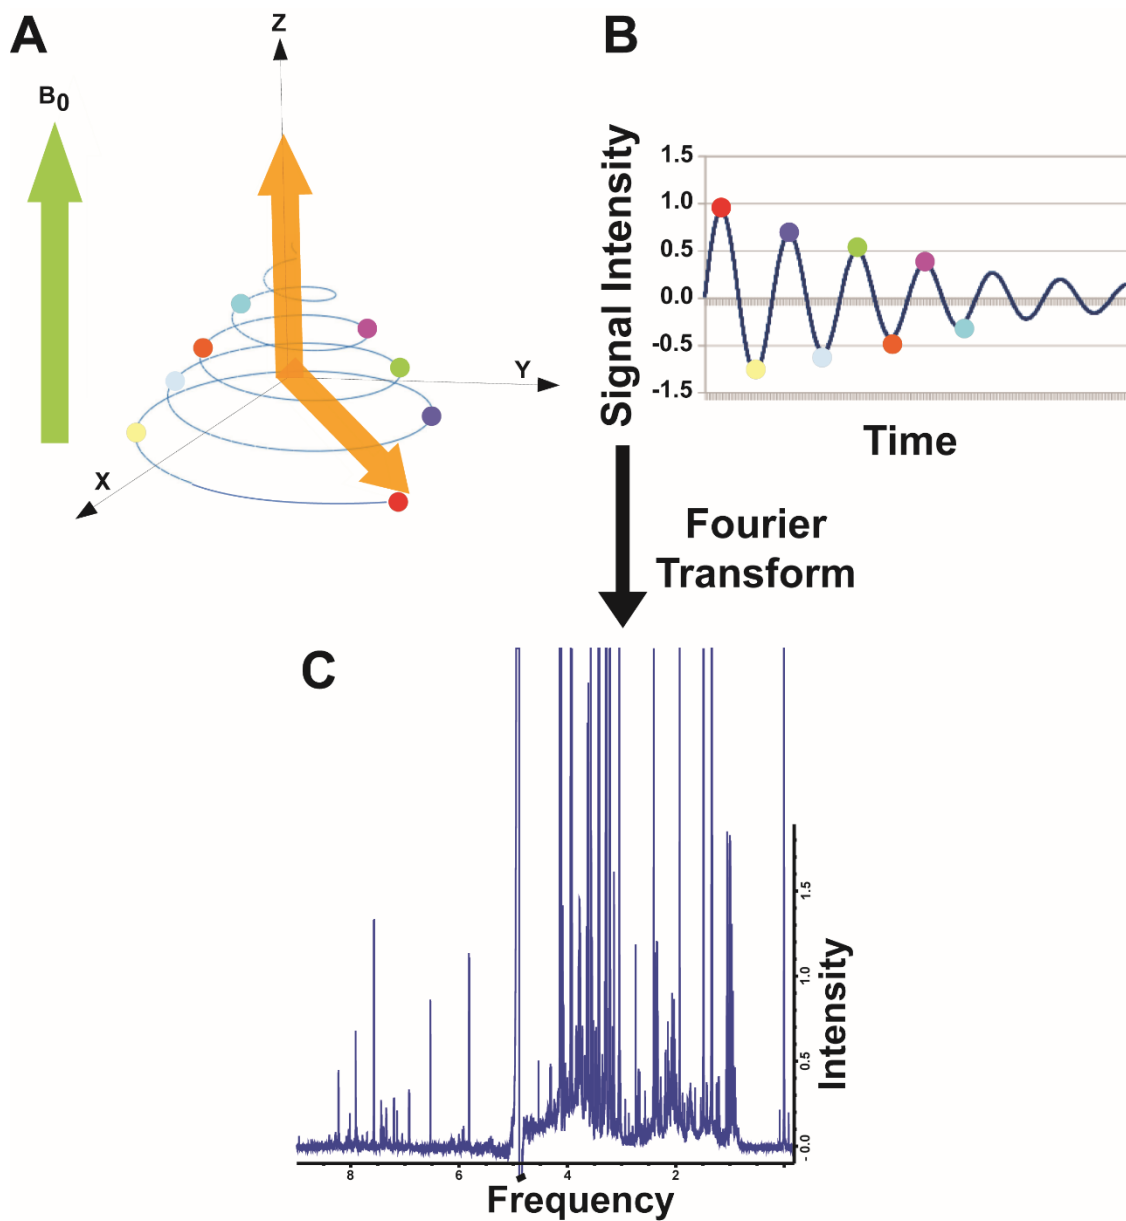 A
Z
B0
Y
X
B
Signal Intensity
1.5
1.0
0.5
0.0
-0.5
-1.5
Time
Fourier
Transform
C
1.5
1.0
0.5
- 0.0
Intensity
8
6
4
2
Frequency